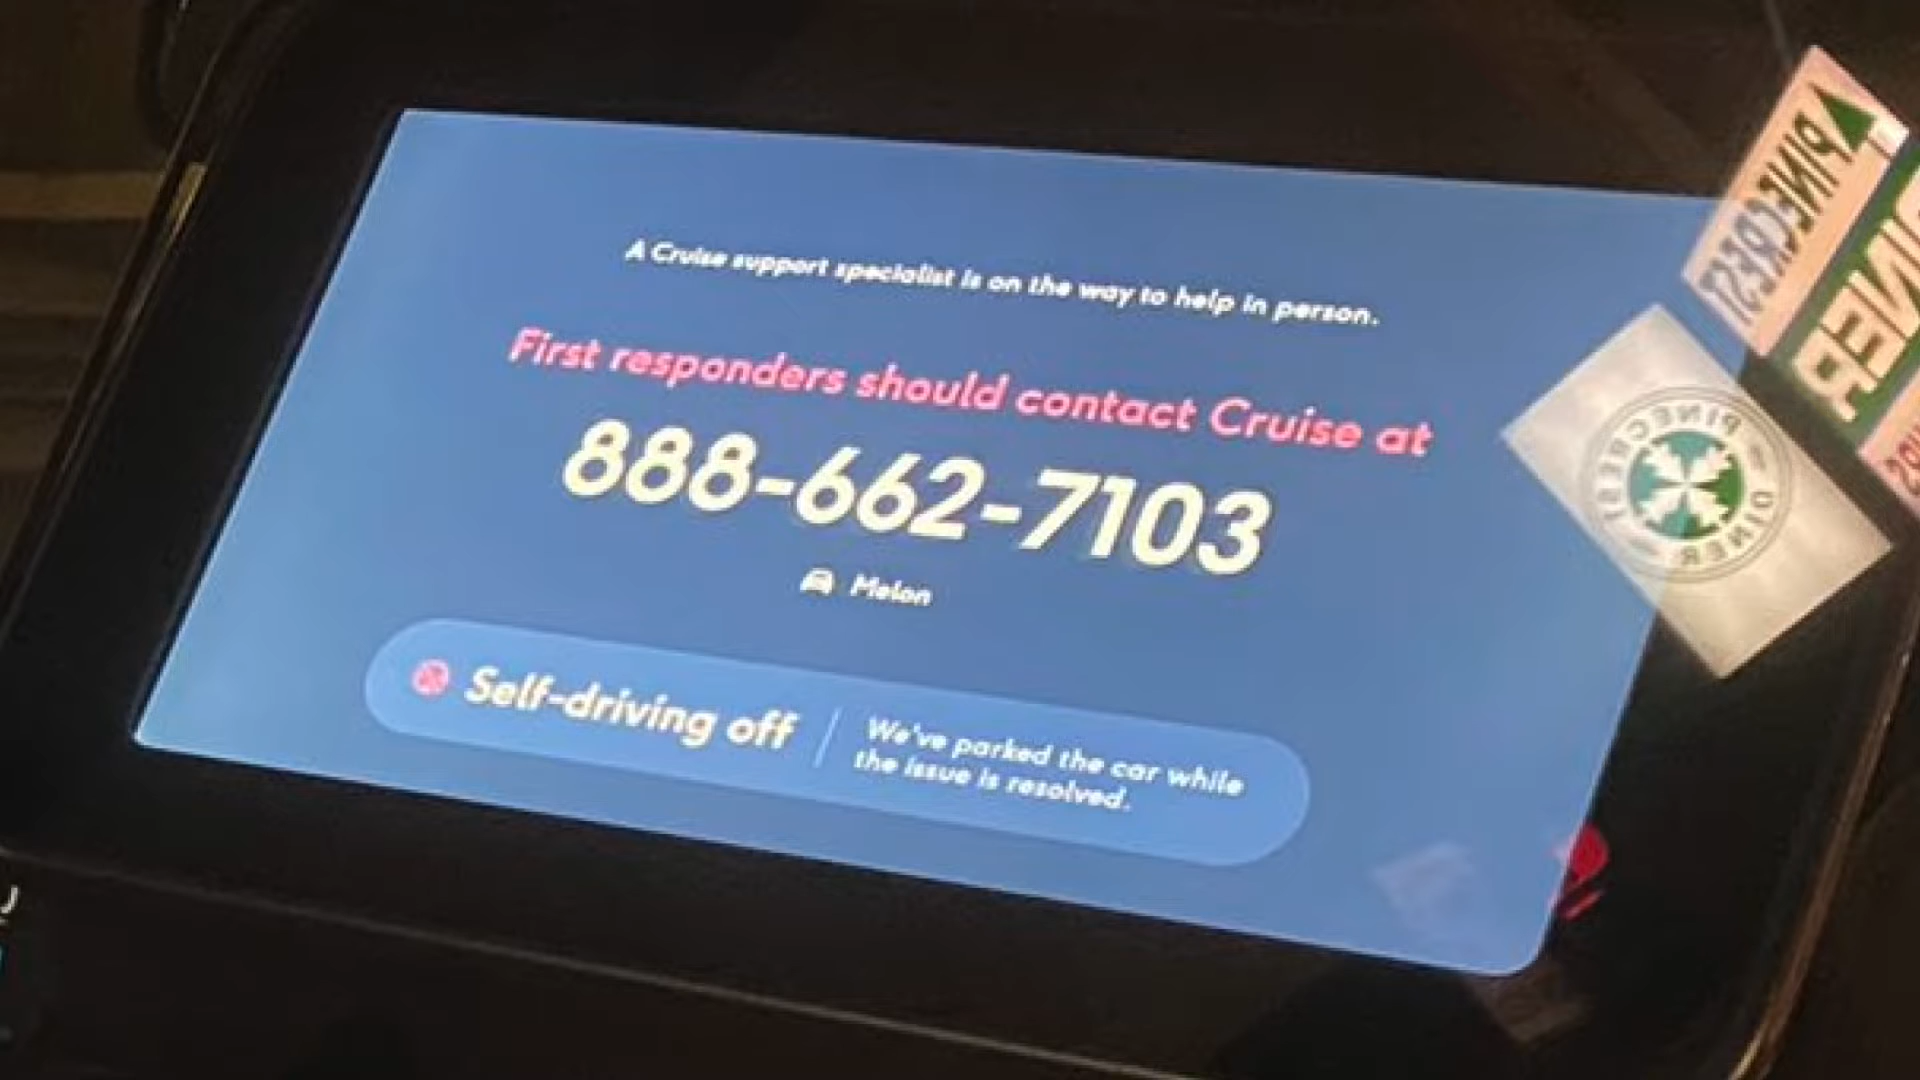 A Cruise support specialist is on the way to help in person.
First responders should contact Cruise at
888-662-7103
Melon
Self-driving off
We've parked the car while
the issue is resolved.
PINECREST
DINER
PINECREST
DINER